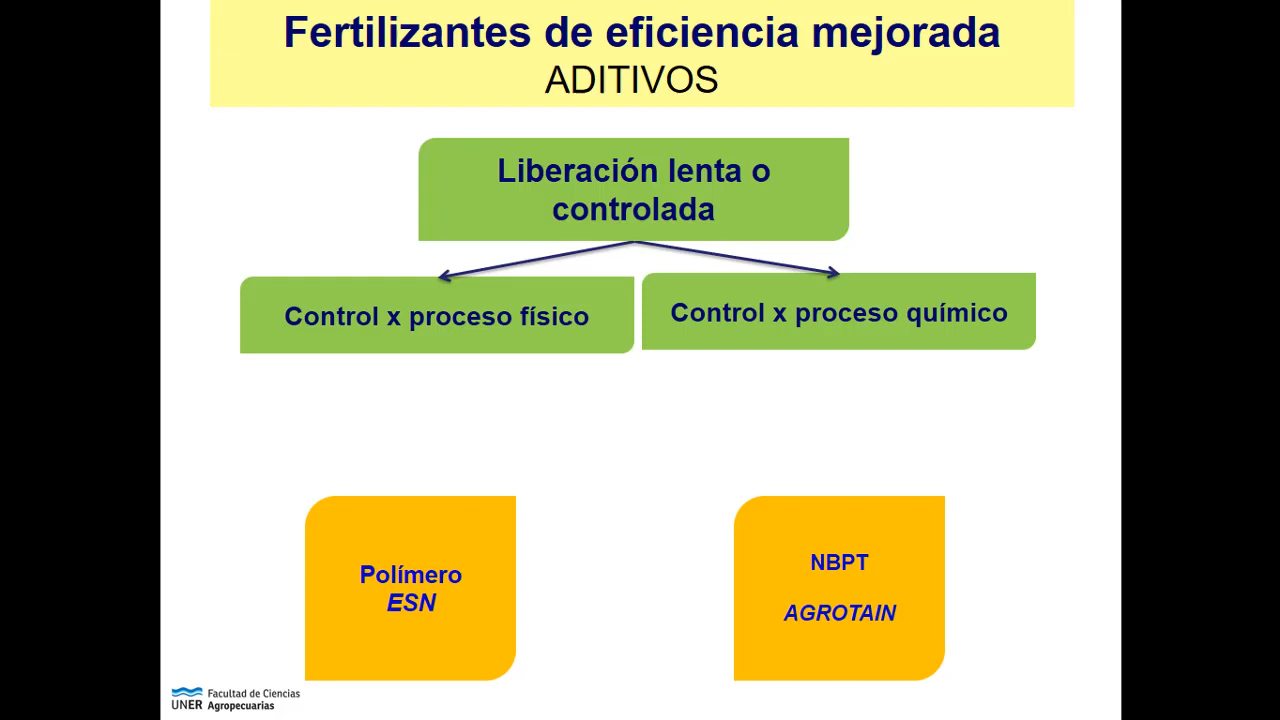 Fertilizantes de eficiencia mejorada
ADITIVOS
Liberación lenta o
controlada
Control x proceso físico
Control x proceso químico
Polímero
ESN
NBPT
AGROTAIN
UNER
Facultad de Ciencias
Agropecuarias